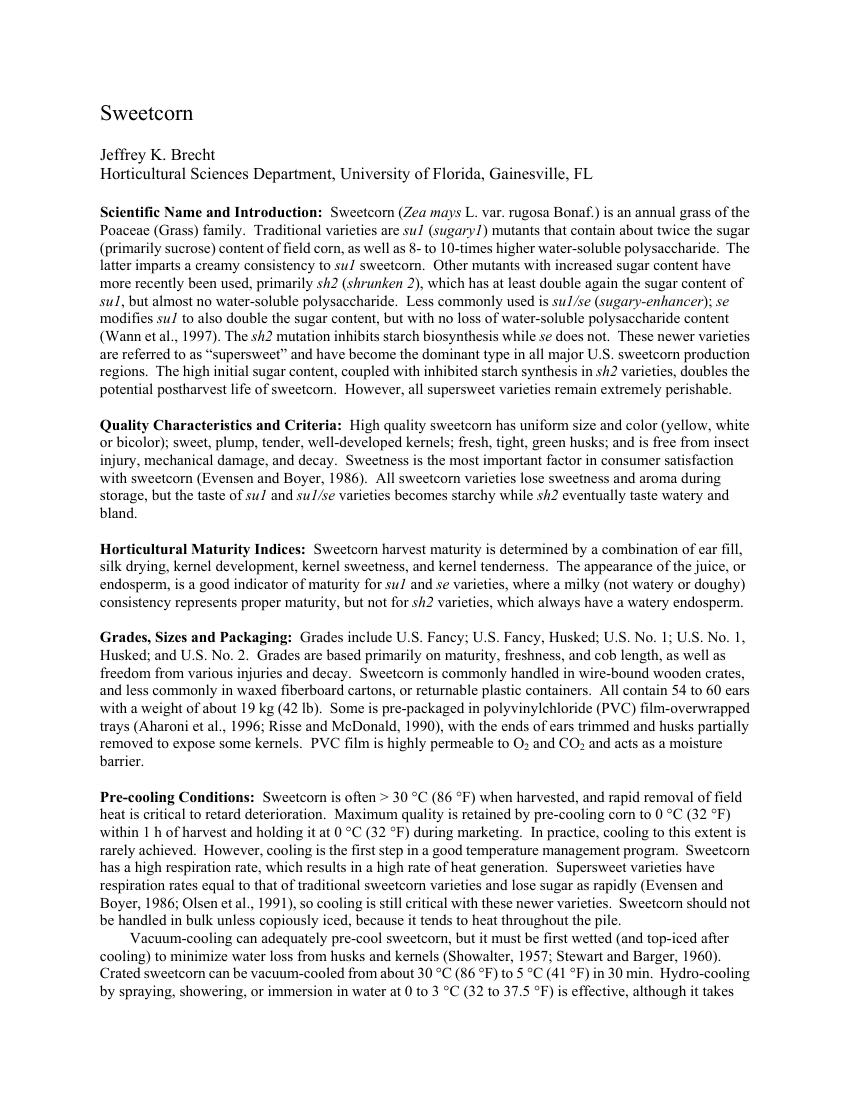 Sweetcorn
Jeffrey K. Brecht
Horticultural Sciences Department, University of Florida, Gainesville, FL
Scientific Name and Introduction:  Sweetcorn (Zea mays L. var. rugosa Bonaf.) is an annual grass of the
Poaceae (Grass) family.  Traditional varieties are su1 (sugary1) mutants that contain about twice the sugar
(primarily sucrose) content of field corn, as well as 8- to 10-times higher water-soluble polysaccharide.  The
latter imparts a creamy consistency to su1 sweetcorn.  Other mutants with increased sugar content have
more recently been used, primarily sh2 (shrunken 2), which has at least double again the sugar content of
su1, but almost no water-soluble polysaccharide.  Less commonly used is su1/se (sugary-enhancer); se
modifies su1 to also double the sugar content, but with no loss of water-soluble polysaccharide content
(Wann et al., 1997). The sh2 mutation inhibits starch biosynthesis while se does not.  These newer varieties
are referred to as “supersweet” and have become the dominant type in all major U.S. sweetcorn production
regions.  The high initial sugar content, coupled with inhibited starch synthesis in sh2 varieties, doubles the
potential postharvest life of sweetcorn.  However, all supersweet varieties remain extremely perishable.
Quality Characteristics and Criteria:  High quality sweetcorn has uniform size and color (yellow, white
or bicolor); sweet, plump, tender, well-developed kernels; fresh, tight, green husks; and is free from insect
injury, mechanical damage, and decay.  Sweetness is the most important factor in consumer satisfaction
with sweetcorn (Evensen and Boyer, 1986).  All sweetcorn varieties lose sweetness and aroma during
storage, but the taste of su1 and su1/se varieties becomes starchy while sh2 eventually taste watery and
bland.
Horticultural Maturity Indices:  Sweetcorn harvest maturity is determined by a combination of ear fill,
silk drying, kernel development, kernel sweetness, and kernel tenderness.  The appearance of the juice, or
endosperm, is a good indicator of maturity for su1 and se varieties, where a milky (not watery or doughy)
consistency represents proper maturity, but not for sh2 varieties, which always have a watery endosperm.
Grades, Sizes and Packaging:  Grades include U.S. Fancy; U.S. Fancy, Husked; U.S. No. 1; U.S. No. 1,
Husked; and U.S. No. 2.  Grades are based primarily on maturity, freshness, and cob length, as well as
freedom from various injuries and decay.  Sweetcorn is commonly handled in wire-bound wooden crates,
and less commonly in waxed fiberboard cartons, or returnable plastic containers.  All contain 54 to 60 ears
with a weight of about 19 kg (42 lb).  Some is pre-packaged in polyvinylchloride (PVC) film-overwrapped
trays (Aharoni et al., 1996; Risse and McDonald, 1990), with the ends of ears trimmed and husks partially
removed to expose some kernels.  PVC film is highly permeable to O₂ and CO₂ and acts as a moisture
barrier.
Pre-cooling Conditions:  Sweetcorn is often > 30 °C (86 °F) when harvested, and rapid removal of field
heat is critical to retard deterioration.  Maximum quality is retained by pre-cooling corn to 0 °C (32 °F)
within 1 h of harvest and holding it at 0 °C (32 °F) during marketing.  In practice, cooling to this extent is
rarely achieved.  However, cooling is the first step in a good temperature management program.  Sweetcorn
has a high respiration rate, which results in a high rate of heat generation.  Supersweet varieties have
respiration rates equal to that of traditional sweetcorn varieties and lose sugar as rapidly (Evensen and
Boyer, 1986; Olsen et al., 1991), so cooling is still critical with these newer varieties.  Sweetcorn should not
be handled in bulk unless copiously iced, because it tends to heat throughout the pile.
Vacuum-cooling can adequately pre-cool sweetcorn, but it must be first wetted (and top-iced after
cooling) to minimize water loss from husks and kernels (Showalter, 1957; Stewart and Barger, 1960).
Crated sweetcorn can be vacuum-cooled from about 30 °C (86 °F) to 5 °C (41 °F) in 30 min.  Hydro-cooling
by spraying, showering, or immersion in water at 0 to 3 °C (32 to 37.5 °F) is effective, although it takes